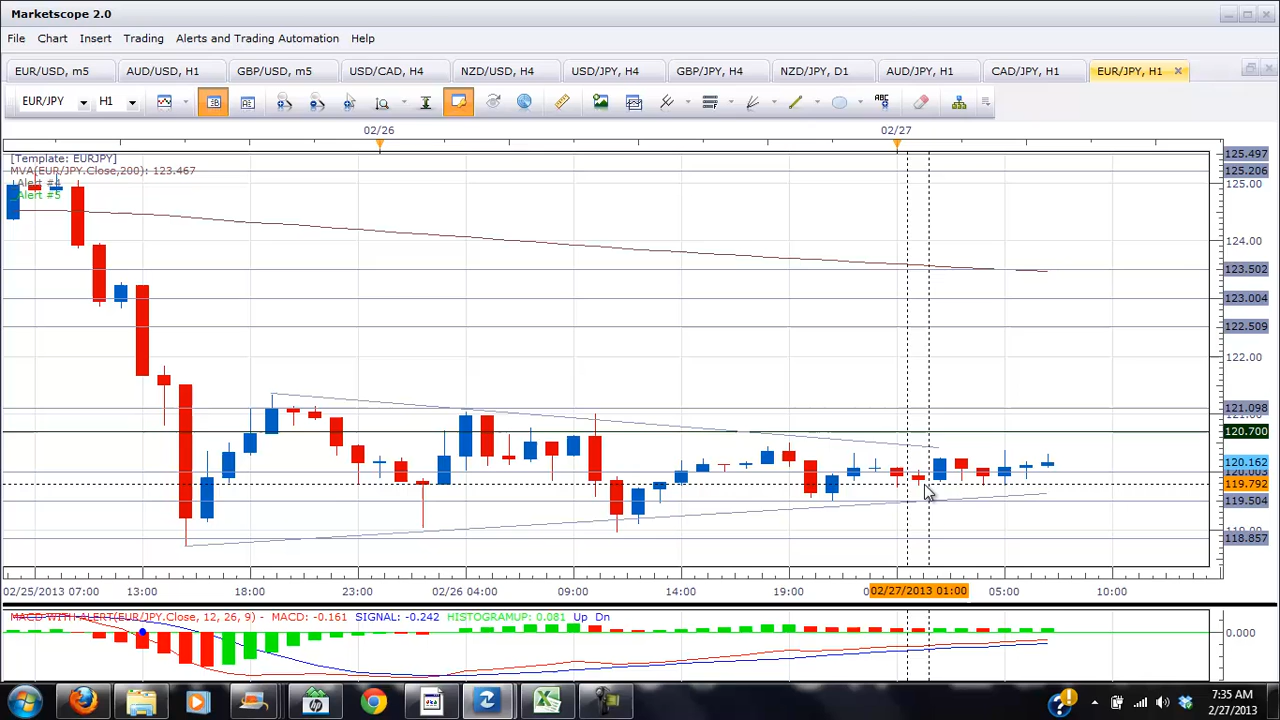 Marketscope 2.0
File Chart Insert Trading Alerts and Trading Automation Help
EUR/USD, m5 AUD/USD, H1 GBP/USD, m5 USD/CAD, H4 NZD/USD, H4 USD/JPY, H4 GBP/JPY, H4 NZD/JPY, D1 AUD/JPY, H1 CAD/JPY, H1 EUR/JPY, H1
EUR/JPY H1 ABC
02/26 02/27
[Template: EURJPY]
MVA(EUR/JPY.Close,200): 123.467
Alert #5
125.497
125.206
125.00
124.00
123.502
123.004
122.509
122.00
121.098
120.700
120.162
120.003
119.792
119.504
118.857
02/25/2013 07:00 13:00 18:00 23:00 02/26 04:00 09:00 14:00 19:00 02/27/2013 01:00 05:00 10:00
MACD WITH ALERT(EUR/JPY.Close, 12, 26, 9) - MACD: -0.161 SIGNAL: -0.242 HISTOGRAMUP: 0.081 Up Dn
0.000
7:35 AM
2/27/2013